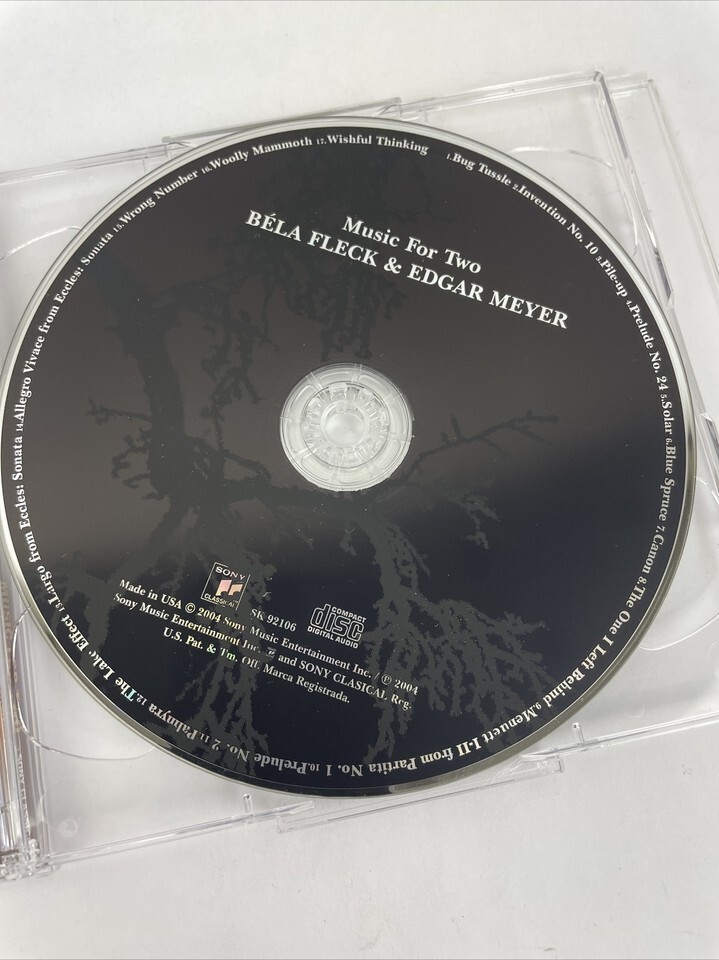 Music For Two
BÉLA FLECK & EDGAR MEYER
1.Bug Tussle 2.Invention No. 10 3.Pile-up 4.Prelude No. 24 5.Solar 6.Blue Spruce 7.Canon 8.The One I Left Behind 9.Menuett I-II from Partita No. 1 10.Prelude No. 2 11.Palmyra 12.The Lake Effect 13.Largo from Eccles: Sonata 14.Allegro Vivace from Eccles: Sonata 15.Wrong Number 16.Woolly Mammoth 17.Wishful Thinking
SONY
CLASSICAL
SK 92106
COMPACT
disc
DIGITAL AUDIO
Made in USA © 2004 Sony Music Entertainment Inc. / ℗ 2004
Sony Music Entertainment Inc. and SONY CLASICAL Reg.
U.S. Pat. & Tm. Off. Marca Registrada.